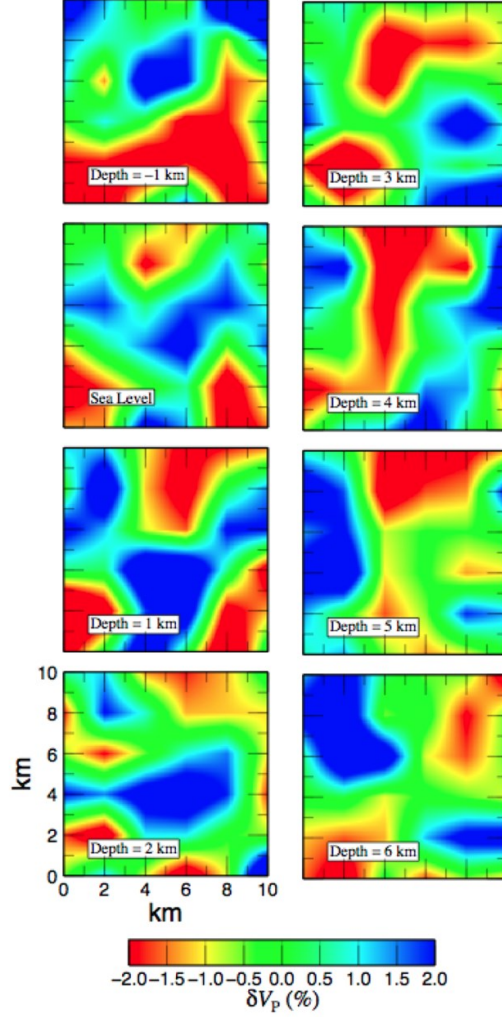 Depth = −1 km
Depth = 3 km
Sea Level
Depth = 4 km
Depth = 1 km
Depth = 5 km
10
8
6
4
2
0
km
Depth = 2 km
Depth = 6 km
0 2 4 6 8 10
km
-2.0 -1.5 -1.0 -0.5 0.0 0.5 1.0 1.5 2.0
δVP (%)